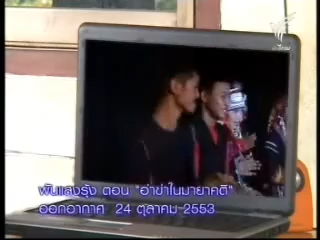 พันแสงรุ้ง ตอน "อ่าข่าในมายาคติ"
ออกอากาศ 24 ตุลาคม 2553